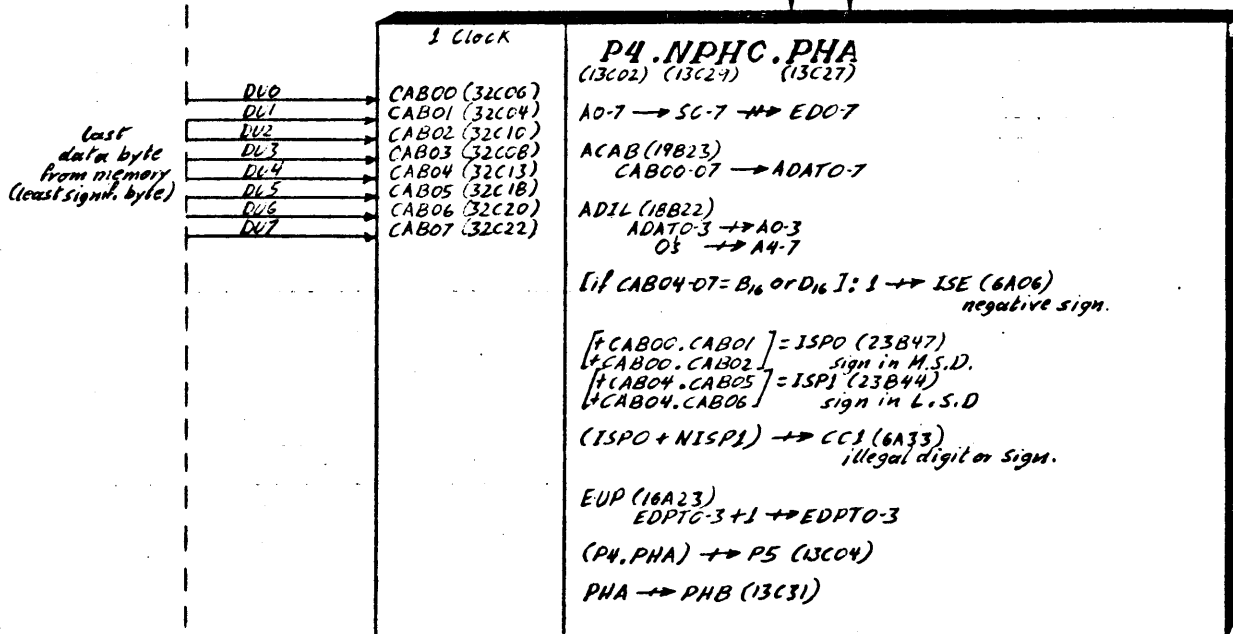 1 Clock
P4.NPHC.PHA
(13C02) (13C29) (13C27)
DU0 CAB00 (32C06)
DU1 CAB01 (32C04)
DU2 CAB02 (32C10)
DU3 CAB03 (32C08)
DU4 CAB04 (32C13)
DU5 CAB05 (32C18)
DU6 CAB06 (32C20)
DU7 CAB07 (32C22)
last
data byte
from memory
(least signif. byte)
A0-7 → SC-7 ⇸ ED0-7
ACAB (19B23)
CAB00-07 → ADAT0-7
ADIL (18B22)
ADAT0-3 ⇸ A0-3
0's ⇸ A4-7
[if CAB04-07 = B₁₆ or D₁₆]: 1 ⇸ ISE (6A06)
negative sign.
[+CAB00.CAB01] = ISP0 (23B47)
[+CAB00.CAB02] sign in M.S.D.
[+CAB04.CAB05] = ISP1 (23B44)
[+CAB04.CAB06] sign in L.S.D
(ISP0 + NISP1) ⇸ CC1 (6A33)
illegal digit or sign.
EUP (16A23)
EDPT0-3 +1 ⇸ EDPT0-3
(P4.PHA) ⇸ P5 (13C04)
PHA ⇸ PHB (13C31)